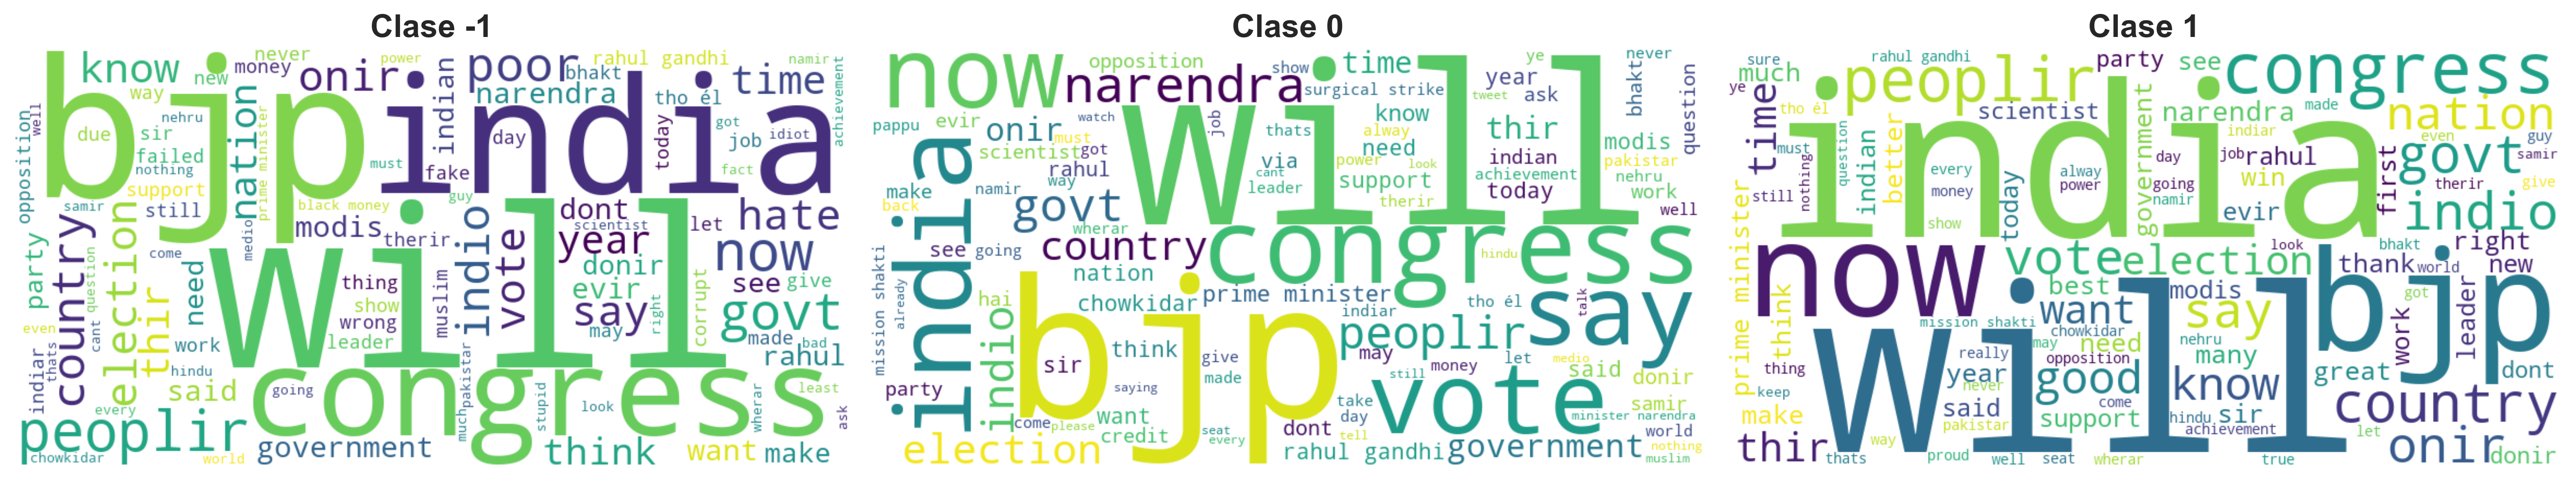 Clase -1
never
rahul gandhi
power
namir
know
new
money
onir
poor
bhakt
time
way
narendra
indian
tho él
bjp
india
well
nehru
due
sir
failed
nothing
support
nation
prime minister
must
fake
day
today
got
job
idiot
fact
achievement
opposition
samir
still
black money
guy
modis
therir
dont
scientist
let
hate
year
now
country
party
question
election
come
medio
need
thir
will
thing
show
wrong
leader
muslim
indio
vote
donir
evir
say
may
right
corrupt
see
give
govt
made
bad
rahul
even
thats
cant
work
indiar
hindu
said
going
pakistar
congress
least
every
much
stupid
look
wherar
ask
peoplir
chowkidar
world
government
think
want
make
Clase 0
now
opposition
narendra
show
time
surgical strike
ye
year
tweet
ask
never
bhakt
question
pappu
evir
onir
watch
must
scientist
got
rahul
way
job
thats
via
cant
leader
know
alway
need
power
look
support
therir
thir
indian
achievement
today
modis
pakistar
nehru
work
make
back
namir
india
will
govt
wherar
well
see
going
country
nation
congress
hindu
mission shakti
already
hai
indio
chowkidar
prime minister
indiar
tho él
talk
say
peoplir
bjp
sir
think
give
made
may
money
still
let
medio
said
donir
party
saying
want
credit
come
please
seat
every
take
day
dont
tell
vote
samir
minister narendra
world
nothing
muslim
election
rahul gandhi
government
Clase 1
sure
much
ye
rahul gandhi
peoplir
party
see
congress
time
tho él
scientist
narendra
made
nation
must
question
indian
better
india
every
money
show
alway
power
government
indiar
day
job
rahul
going
win
namir
evir
first
even
guy
govt
samir
therir
give
indio
still
nothing
today
prime minister
now
look
bhakt
right
vote
election
thank
world
new
think
best
want
modis
say
bjp
got
mission shakti
chowkidar
may
need
nehru
many
work
leader
thing
really
opposition
year
never
good
know
great
dont
keep
make
will
said
come
support
hindu
sir
pakistar
achievement
country
let
thir
thats
way
proud
well
seat
wherar
true
onir
donir